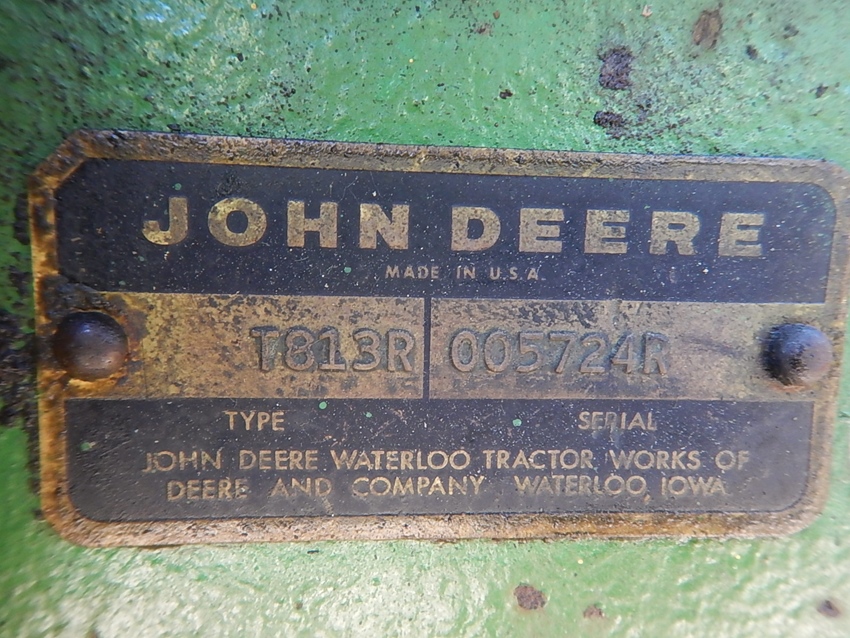 JOHN DEERE
MADE IN U.S.A.
T813R 005724R
TYPE SERIAL
JOHN DEERE WATERLOO TRACTOR WORKS OF
DEERE AND COMPANY WATERLOO, IOWA